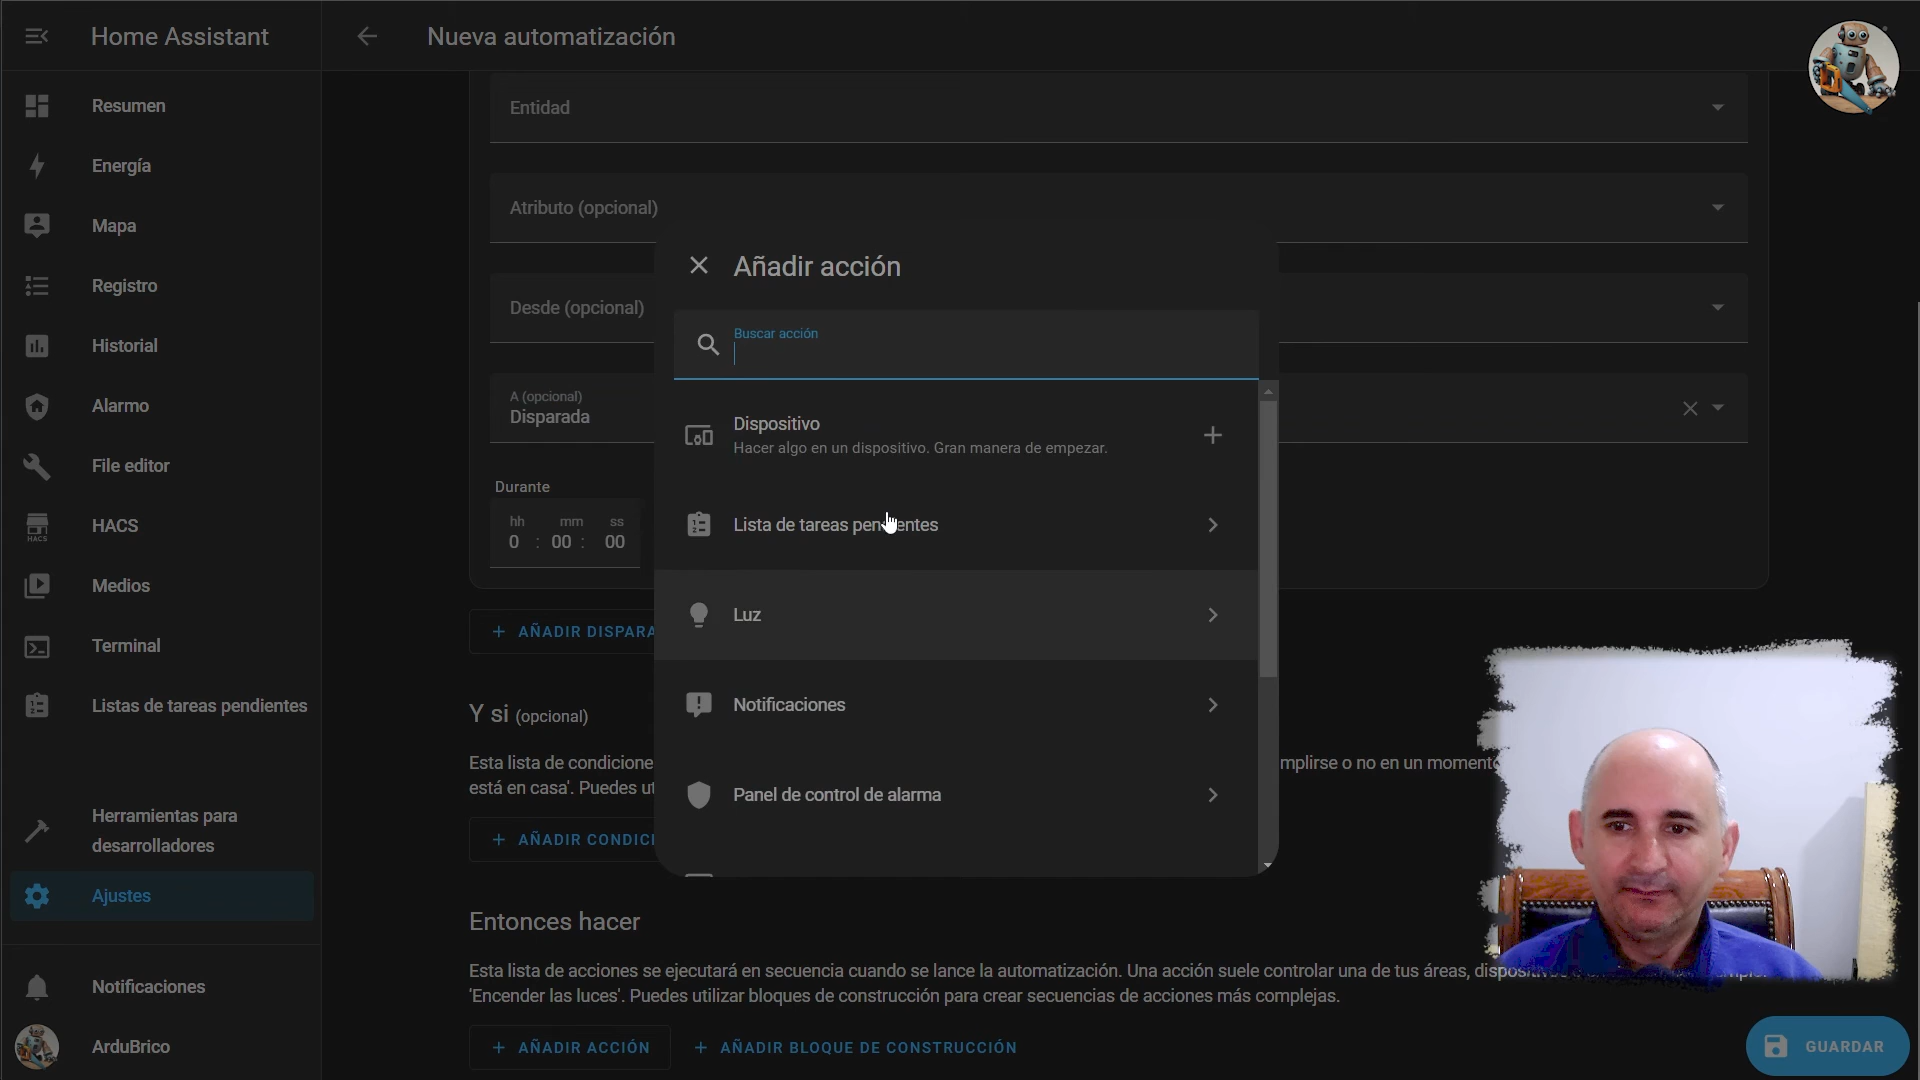 Home Assistant
Nueva automatización
Resumen
Energía
Mapa
Registro
Historial
Alarmo
File editor
HACS
HACS
Medios
Terminal
Listas de tareas pendientes
Herramientas para
desarrolladores
Ajustes
Notificaciones
ArduBrico
Entidad
Atributo (opcional)
Desde (opcional)
A (opcional)
Disparada
Durante
hh mm ss
0 : 00 : 00
+ AÑADIR DISPARA
Y si (opcional)
Esta lista de condicione
mplirse o no en un momento
está en casa'. Puedes ut
+ AÑADIR CONDICI
Añadir acción
Buscar acción
Dispositivo
Hacer algo en un dispositivo. Gran manera de empezar.
Lista de tareas pendientes
Luz
Notificaciones
Panel de control de alarma
Entonces hacer
Esta lista de acciones se ejecutará en secuencia cuando se lance la automatización. Una acción suele controlar una de tus áreas,
'Encender las luces'. Puedes utilizar bloques de construcción para crear secuencias de acciones más complejas.
+ AÑADIR ACCIÓN
+ AÑADIR BLOQUE DE CONSTRUCCIÓN
GUARDAR